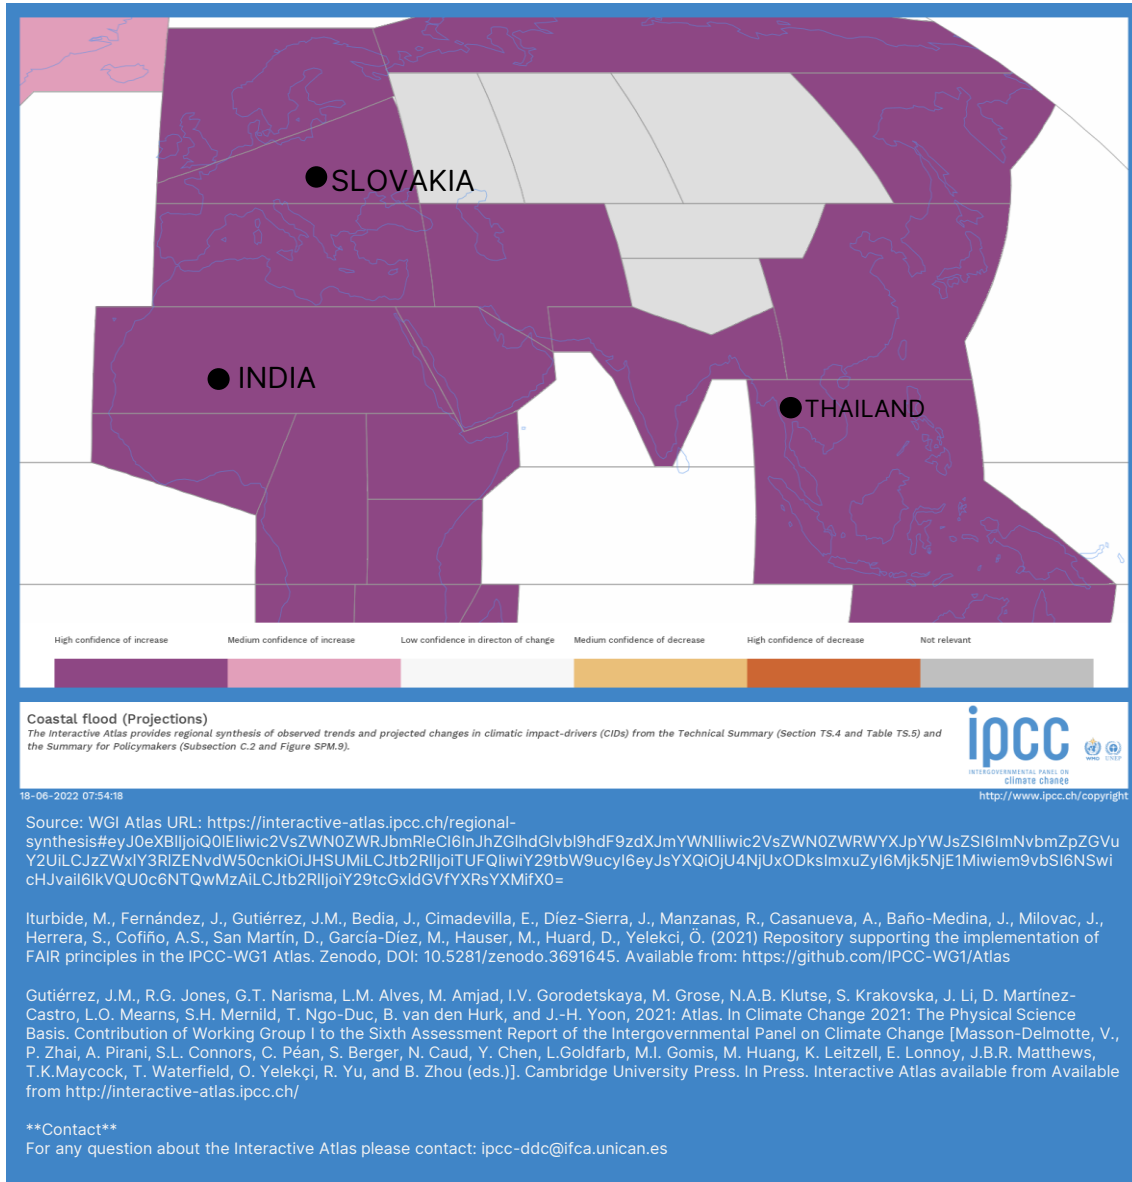 SLOVAKIA
INDIA
THAILAND
High confidence of increase
Medium confidence of increase
Low confidence in directon of change
Medium confidence of decrease
High confidence of decrease
Not relevant
Coastal flood (Projections)
The Interactive Atlas provides regional synthesis of observed trends and projected changes in climatic impact-drivers (CIDs) from the Technical Summary (Section TS.4 and Table TS.5) and
the Summary for Policymakers (Subsection C.2 and Figure SPM.9).
ipcc
INTERGOVERNMENTAL PANEL ON
climate change
WMO
UNEP
18-06-2022 07:54:18
http://www.ipcc.ch/copyright
Source: WGI Atlas URL: https://interactive-atlas.ipcc.ch/regional-
synthesis#eyJ0eXBlIjoiQ0lEIiwic2VsZWN0ZWRJbmRleCI6InJhZGlhdGlvbl9hdF9zdXJmYWNlIiwic2VsZWN0ZWRWYXJpYWJsZSI6ImNvbmZpZGVu
Y2UiLCJzZWxlY3RlZENvdW50cnkiOiJHSUMiLCJtb2RlIjoiTUFQIiwiY29tbW9ucyI6eyJsYXQiOjU4NjUxODksImxuZyI6Mjk5NjE1Miwiem9vbSI6NSwi
cHJvaiI6IkVQU0c6NTQwMzAiLCJtb2RlIjoiY29tcGxldGVfYXRsYXMifX0=
Iturbide, M., Fernández, J., Gutiérrez, J.M., Bedia, J., Cimadevilla, E., Díez-Sierra, J., Manzanas, R., Casanueva, A., Baño-Medina, J., Milovac, J.,
Herrera, S., Cofiño, A.S., San Martín, D., García-Díez, M., Hauser, M., Huard, D., Yelekci, Ö. (2021) Repository supporting the implementation of
FAIR principles in the IPCC-WG1 Atlas. Zenodo, DOI: 10.5281/zenodo.3691645. Available from: https://github.com/IPCC-WG1/Atlas
Gutiérrez, J.M., R.G. Jones, G.T. Narisma, L.M. Alves, M. Amjad, I.V. Gorodetskaya, M. Grose, N.A.B. Klutse, S. Krakovska, J. Li, D. Martínez-
Castro, L.O. Mearns, S.H. Mernild, T. Ngo-Duc, B. van den Hurk, and J.-H. Yoon, 2021: Atlas. In Climate Change 2021: The Physical Science
Basis. Contribution of Working Group I to the Sixth Assessment Report of the Intergovernmental Panel on Climate Change [Masson-Delmotte, V.,
P. Zhai, A. Pirani, S.L. Connors, C. Péan, S. Berger, N. Caud, Y. Chen, L.Goldfarb, M.I. Gomis, M. Huang, K. Leitzell, E. Lonnoy, J.B.R. Matthews,
T.K.Maycock, T. Waterfield, O. Yelekçi, R. Yu, and B. Zhou (eds.)]. Cambridge University Press. In Press. Interactive Atlas available from Available
from http://interactive-atlas.ipcc.ch/
**Contact**
For any question about the Interactive Atlas please contact: ipcc-ddc@ifca.unican.es